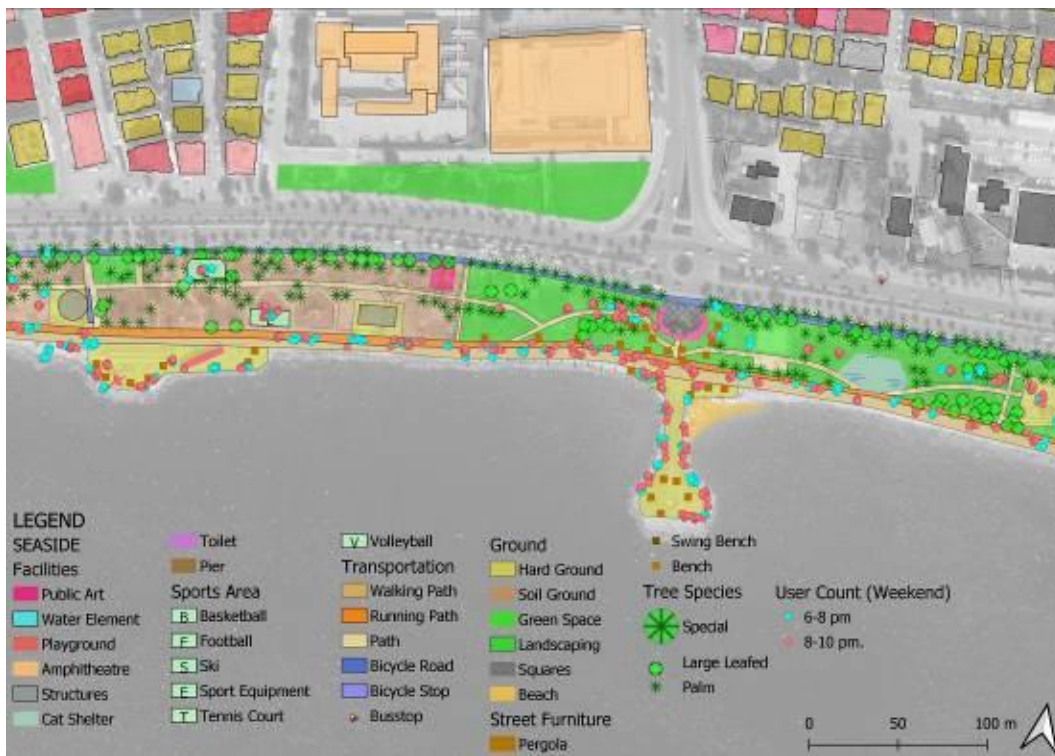 LEGEND
SEASIDE
Facilities
Public Art
Water Element
Playground
Amphitheatre
Structures
Cat Shelter
Toilet
Pier
Sports Area
B Basketball
F Football
S Ski
E Sport Equipment
T Tennis Court
V Volleyball
Transportation
Walking Path
Running Path
Path
Bicycle Road
Bicycle Stop
Busstop
Ground
Hard Ground
Soil Ground
Green Space
Landscaping
Squares
Beach
Street Furniture
Pergola
Swing Bench
Bench
Tree Species
Special
Large Leafed
Palm
User Count (Weekend)
6-8 pm
8-10 pm.
0 50 100 m